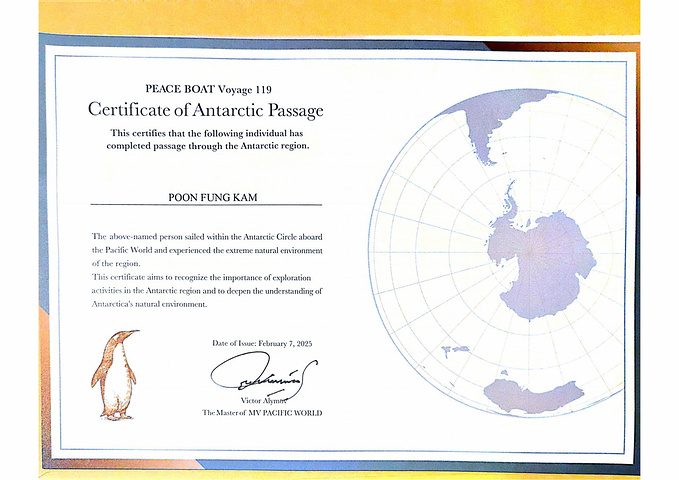 PEACE BOAT Voyage 119
Certificate of Antarctic Passage
This certifies that the following individual has
completed passage through the Antarctic region.
POON FUNG KAM
The above-named person sailed within the Antarctic Circle aboard
the Pacific World and experienced the extreme natural environment
of the region.
This certificate aims to recognize the importance of exploration
activities in the Antarctic region and to deepen the understanding of
Antarctica's natural environment.
Date of Issue: February 7, 2025
Victor Alymov
The Master of MV PACIFIC WORLD